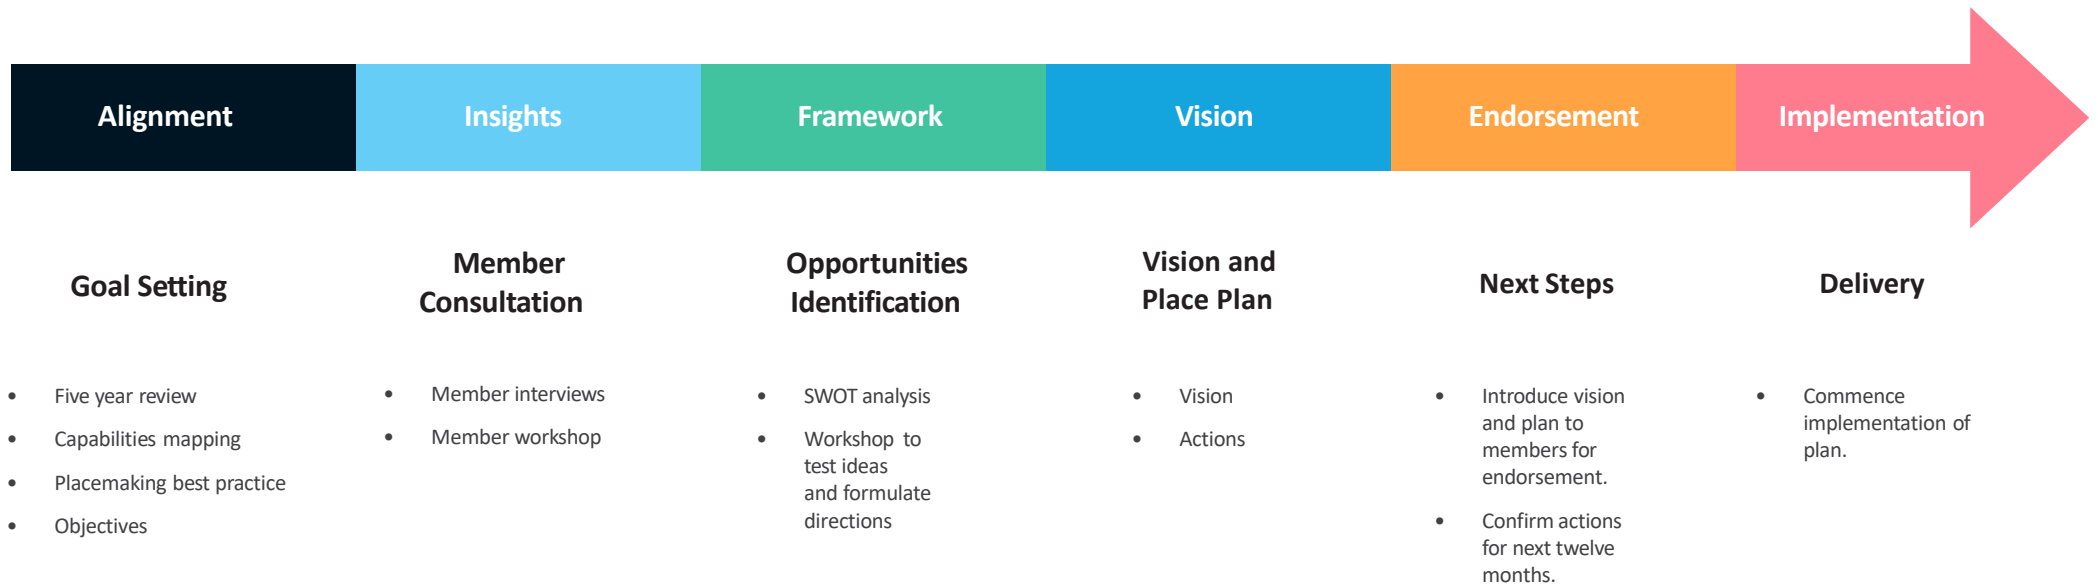 Alignment
Insights
Framework
Vision
Endorsement
Implementation
Goal Setting
• Five year review
• Capabilities mapping
• Placemaking best practice
• Objectives
Member
Consultation
• Member interviews
• Member workshop
Opportunities
Identification
• SWOT analysis
• Workshop to
test ideas
and formulate
directions
Vision and
Place Plan
• Vision
• Actions
Next Steps
• Introduce vision
and plan to
members for
endorsement.
• Confirm actions
for next twelve
months.
Delivery
• Commence
implementation of
plan.